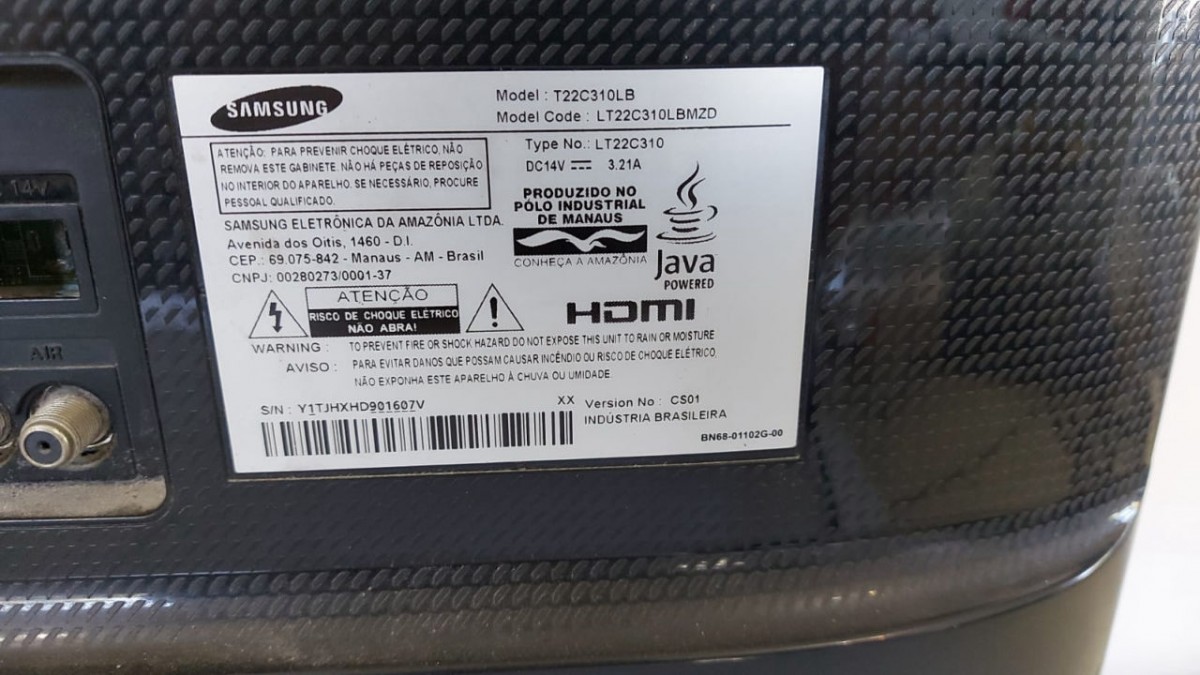 SAMSUNG
Model : T22C310LB
Model Code : LT22C310LBMZD
ATENÇÃO: PARA PREVENIR CHOQUE ELÉTRICO, NÃO
REMOVA ESTE GABINETE. NÃO HÁ PEÇAS DE REPOSIÇÃO
NO INTERIOR DO APARELHO. SE NECESSÁRIO, PROCURE
PESSOAL QUALIFICADO.
Type No.: LT22C310
DC14V 3.21A
PRODUZIDO NO
PÓLO INDUSTRIAL
DE MANAUS
CONHEÇA A AMAZÔNIA
Java
POWERED
SAMSUNG ELETRÔNICA DA AMAZÔNIA LTDA.
Avenida dos Oitis, 1460 - D.I.
CEP.: 69.075-842 - Manaus - AM - Brasil
CNPJ: 00280273/0001-37
ATENÇÃO
RISCO DE CHOQUE ELÉTRICO
NÃO ABRA!
HDMI
WARNING : TO PREVENT FIRE OR SHOCK HAZARD DO NOT EXPOSE THIS UNIT TO RAIN OR MOISTURE
AVISO : PARA EVITAR DANOS QUE POSSAM CAUSAR INCÊNDIO OU RISCO DE CHOQUE ELÉTRICO,
NÃO EXPONHA ESTE APARELHO À CHUVA OU UMIDADE.
S/N : Y1TJHXHD901607V XX
Version No : CS01
INDÚSTRIA BRASILEIRA
BN68-01102G-00
14V
AIR